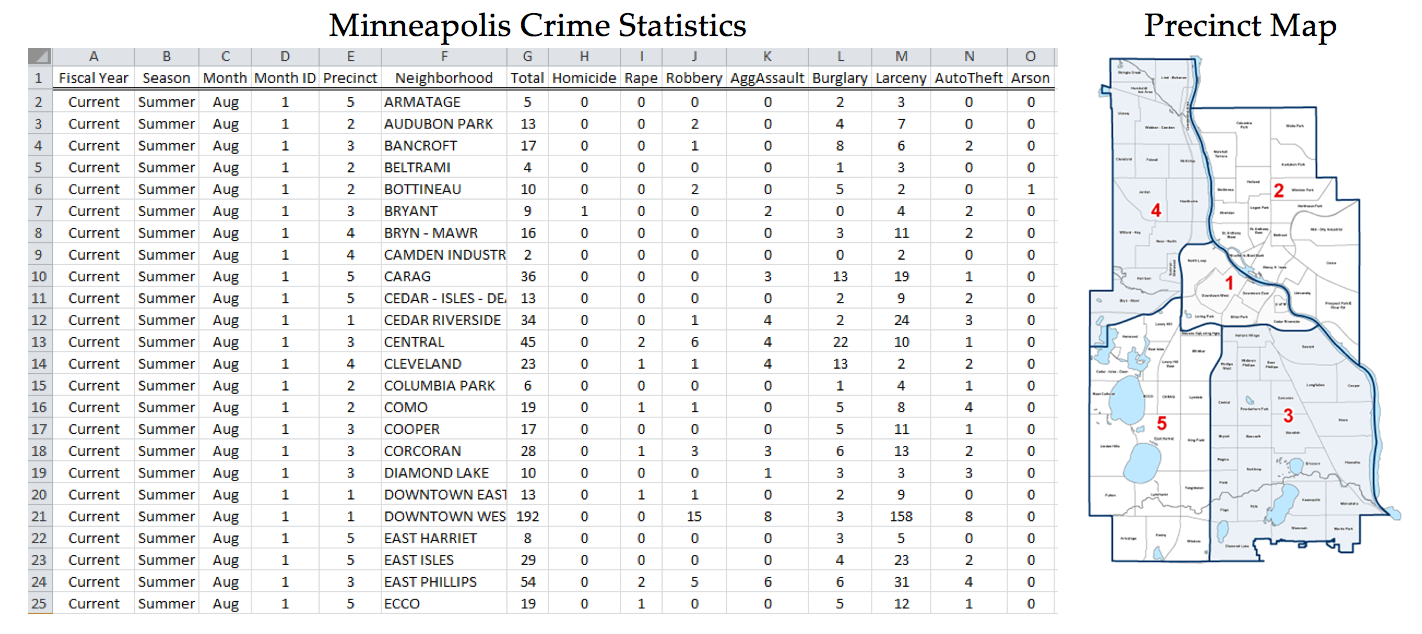 Minneapolis Crime Statistics
Precinct Map
A B C D E F G H I J K L M N O
1 Fiscal Year Season Month Month ID Precinct Neighborhood Total Homicide Rape Robbery AggAssault Burglary Larceny AutoTheft Arson
2 Current Summer Aug 1 5 ARMATAGE 5 0 0 0 0 2 3 0 0
3 Current Summer Aug 1 2 AUDUBON PARK 13 0 0 2 0 4 7 0 0
4 Current Summer Aug 1 3 BANCROFT 17 0 0 1 0 8 6 2 0
5 Current Summer Aug 1 2 BELTRAMI 4 0 0 0 0 1 3 0 0
6 Current Summer Aug 1 2 BOTTINEAU 10 0 0 2 0 5 2 0 1
7 Current Summer Aug 1 3 BRYANT 9 1 0 0 2 0 4 2 0
8 Current Summer Aug 1 4 BRYN - MAWR 16 0 0 0 0 3 11 2 0
9 Current Summer Aug 1 4 CAMDEN INDUSTR 2 0 0 0 0 0 2 0 0
10 Current Summer Aug 1 5 CARAG 36 0 0 0 3 13 19 1 0
11 Current Summer Aug 1 5 CEDAR - ISLES - DEA 13 0 0 0 0 2 9 2 0
12 Current Summer Aug 1 1 CEDAR RIVERSIDE 34 0 0 1 4 2 24 3 0
13 Current Summer Aug 1 3 CENTRAL 45 0 2 6 4 22 10 1 0
14 Current Summer Aug 1 4 CLEVELAND 23 0 1 1 4 13 2 2 0
15 Current Summer Aug 1 2 COLUMBIA PARK 6 0 0 0 0 1 4 1 0
16 Current Summer Aug 1 2 COMO 19 0 1 1 0 5 8 4 0
17 Current Summer Aug 1 3 COOPER 17 0 0 0 0 5 11 1 0
18 Current Summer Aug 1 3 CORCORAN 28 0 1 3 3 6 13 2 0
19 Current Summer Aug 1 3 DIAMOND LAKE 10 0 0 0 1 3 3 3 0
20 Current Summer Aug 1 1 DOWNTOWN EAST 13 0 1 1 0 2 9 0 0
21 Current Summer Aug 1 1 DOWNTOWN WES 192 0 0 15 8 3 158 8 0
22 Current Summer Aug 1 5 EAST HARRIET 8 0 0 0 0 3 5 0 0
23 Current Summer Aug 1 5 EAST ISLES 29 0 0 0 0 4 23 2 0
24 Current Summer Aug 1 3 EAST PHILLIPS 54 0 2 5 6 6 31 4 0
25 Current Summer Aug 1 5 ECCO 19 0 1 0 0 5 12 1 0
2
4
1
3
5